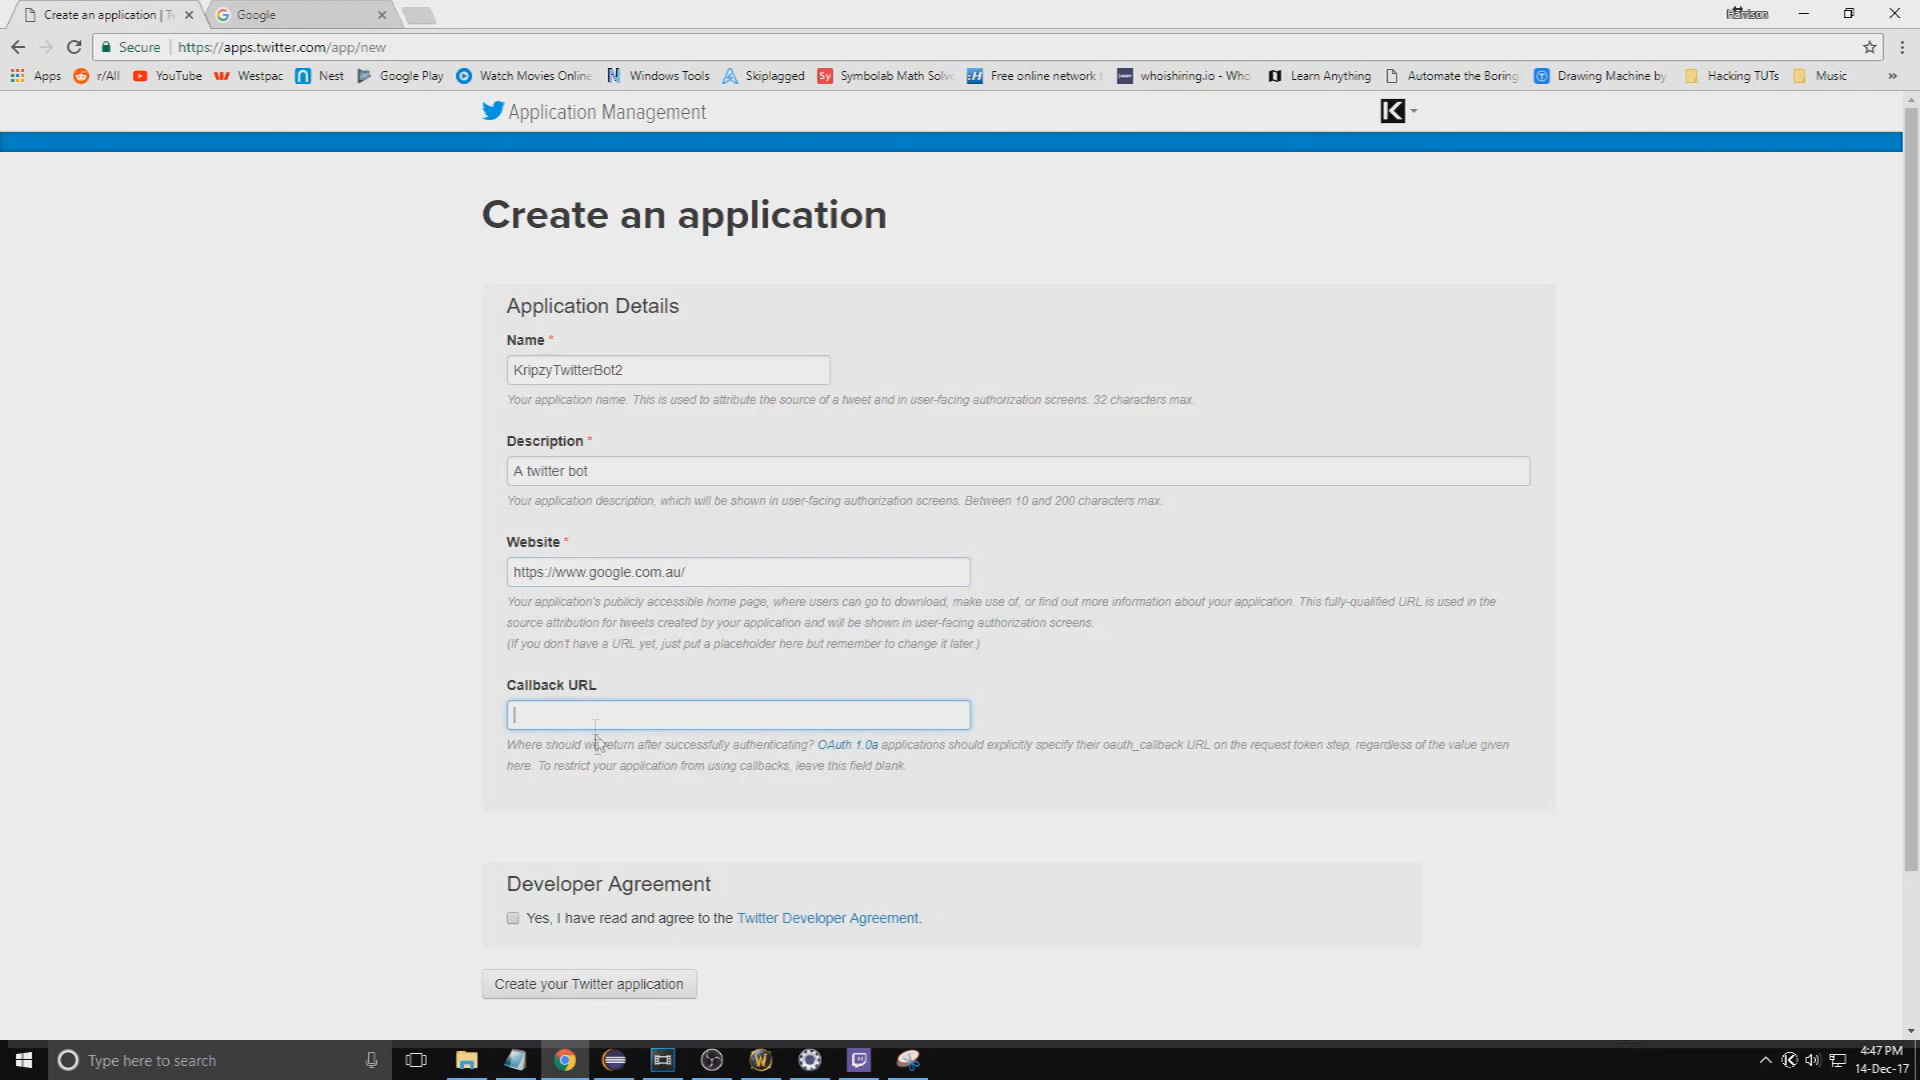 Create an application | Tw
Google
Harrison
Secure
https://apps.twitter.com/app/new
Apps
r/All
YouTube
Westpac
Nest
Google Play
Watch Movies Online
Windows Tools
Skiplagged
Sy
Symbolab Math Solv
Free online network t
whoishiring.io - Who
Learn Anything
Automate the Boring
Drawing Machine by
Hacking TUTs
Music
»
Application Management
Create an application
Application Details
Name *
KripzyTwitterBot2
Your application name. This is used to attribute the source of a tweet and in user-facing authorization screens. 32 characters max.
Description *
A twitter bot
Your application description, which will be shown in user-facing authorization screens. Between 10 and 200 characters max.
Website *
https://www.google.com.au/
Your application's publicly accessible home page, where users can go to download, make use of, or find out more information about your application. This fully-qualified URL is used in the
source attribution for tweets created by your application and will be shown in user-facing authorization screens.
(If you don't have a URL yet, just put a placeholder here but remember to change it later.)
Callback URL
Where should we return after successfully authenticating? OAuth 1.0a applications should explicitly specify their oauth_callback URL on the request token step, regardless of the value given
here. To restrict your application from using callbacks, leave this field blank.
Developer Agreement
Yes, I have read and agree to the Twitter Developer Agreement.
Create your Twitter application
Type here to search
4:47 PM
14-Dec-17